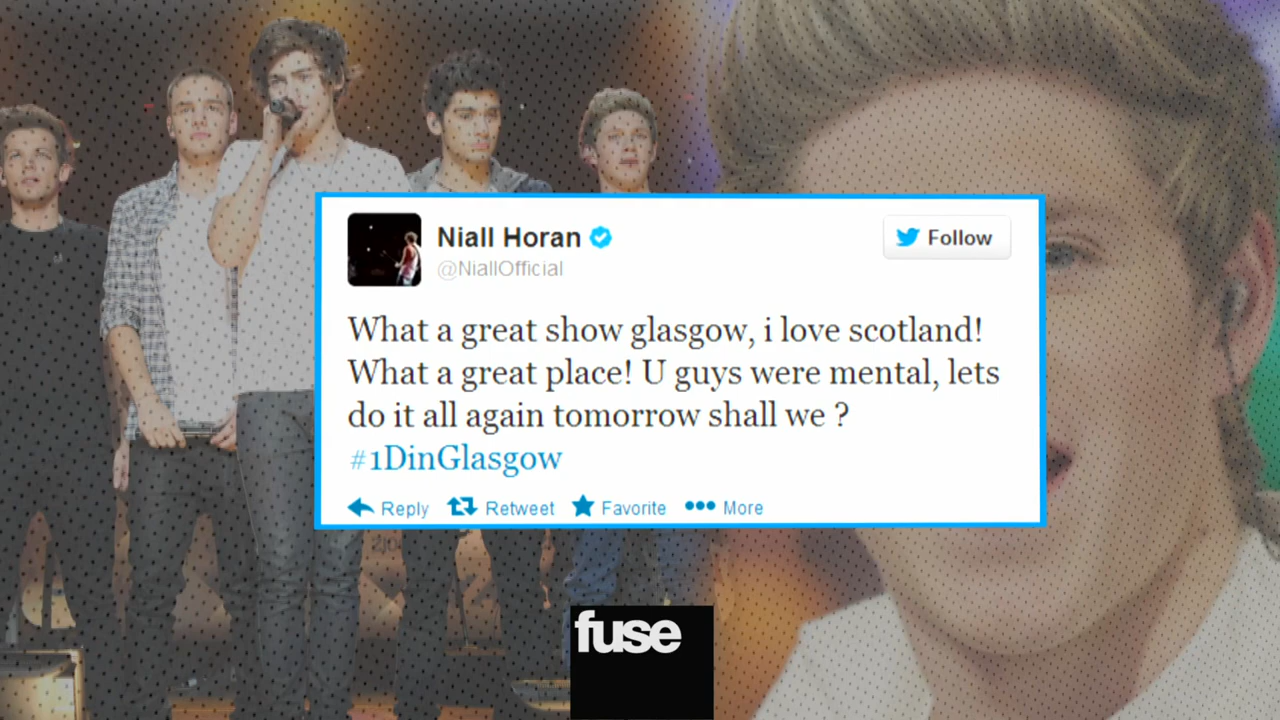 Niall Horan
@NiallOfficial
Follow
What a great show glasgow, i love scotland!
What a great place! U guys were mental, lets
do it all again tomorrow shall we ?
#1DinGlasgow
Reply Retweet Favorite More
fuse